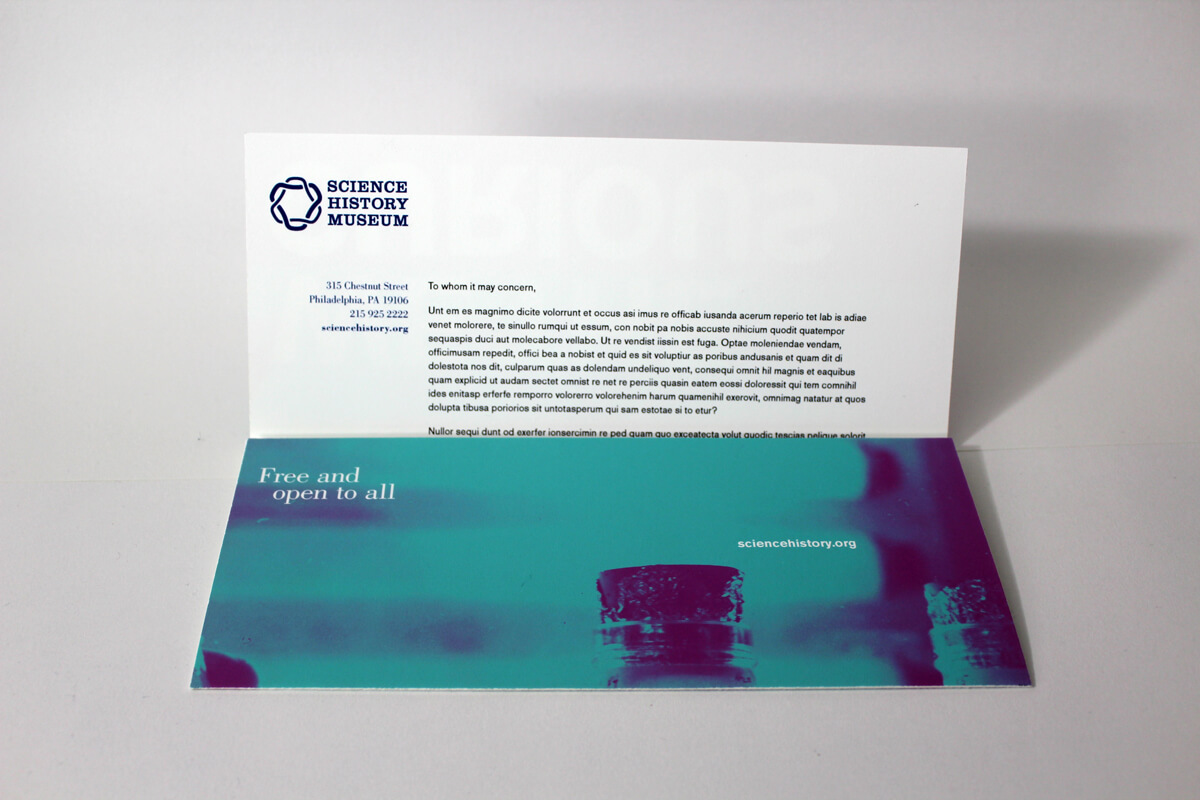 SCIENCE
HISTORY
MUSEUM
315 Chestnut Street
Philadelphia, PA 19106
215 925 2222
sciencehistory.org
To whom it may concern,
Unt em es magnimo dicite volorrunt et occus asi imus re officab iusanda acerum reperio tet lab is adiae
venet molorere, te sinullo rumqui ut essum, con nobit pa nobis accuste nihicium quodit quatempor
sequaspis duci aut molecabore vellabo. Ut re vendist iissin est fuga. Optae moleniendae vendam,
officimusam repedit, offici bea a nobist et quid es sit voluptiur as poribus andusanis et quam dit di
dolestota nos dit, culparum quas as dolendam undeliquo vent, consequi omnit hil magnis et eaquibus
quam explicid ut audam sectet omnist re net re perciis quasin eatem eossi doloressit qui tem comnihil
ides enitasp erferfe remporro volorerro volorehenim harum quamenihil exerovit, omnimag natatur at quos
dolupta tibusa poriorios sit untotasperum qui sam estotae si to etur?
Nullor sequi dunt od exerfer ionsercimin re ped quam quo exceatecta volut quodic tescias pelique solorit
Free and
open to all
sciencehistory.org